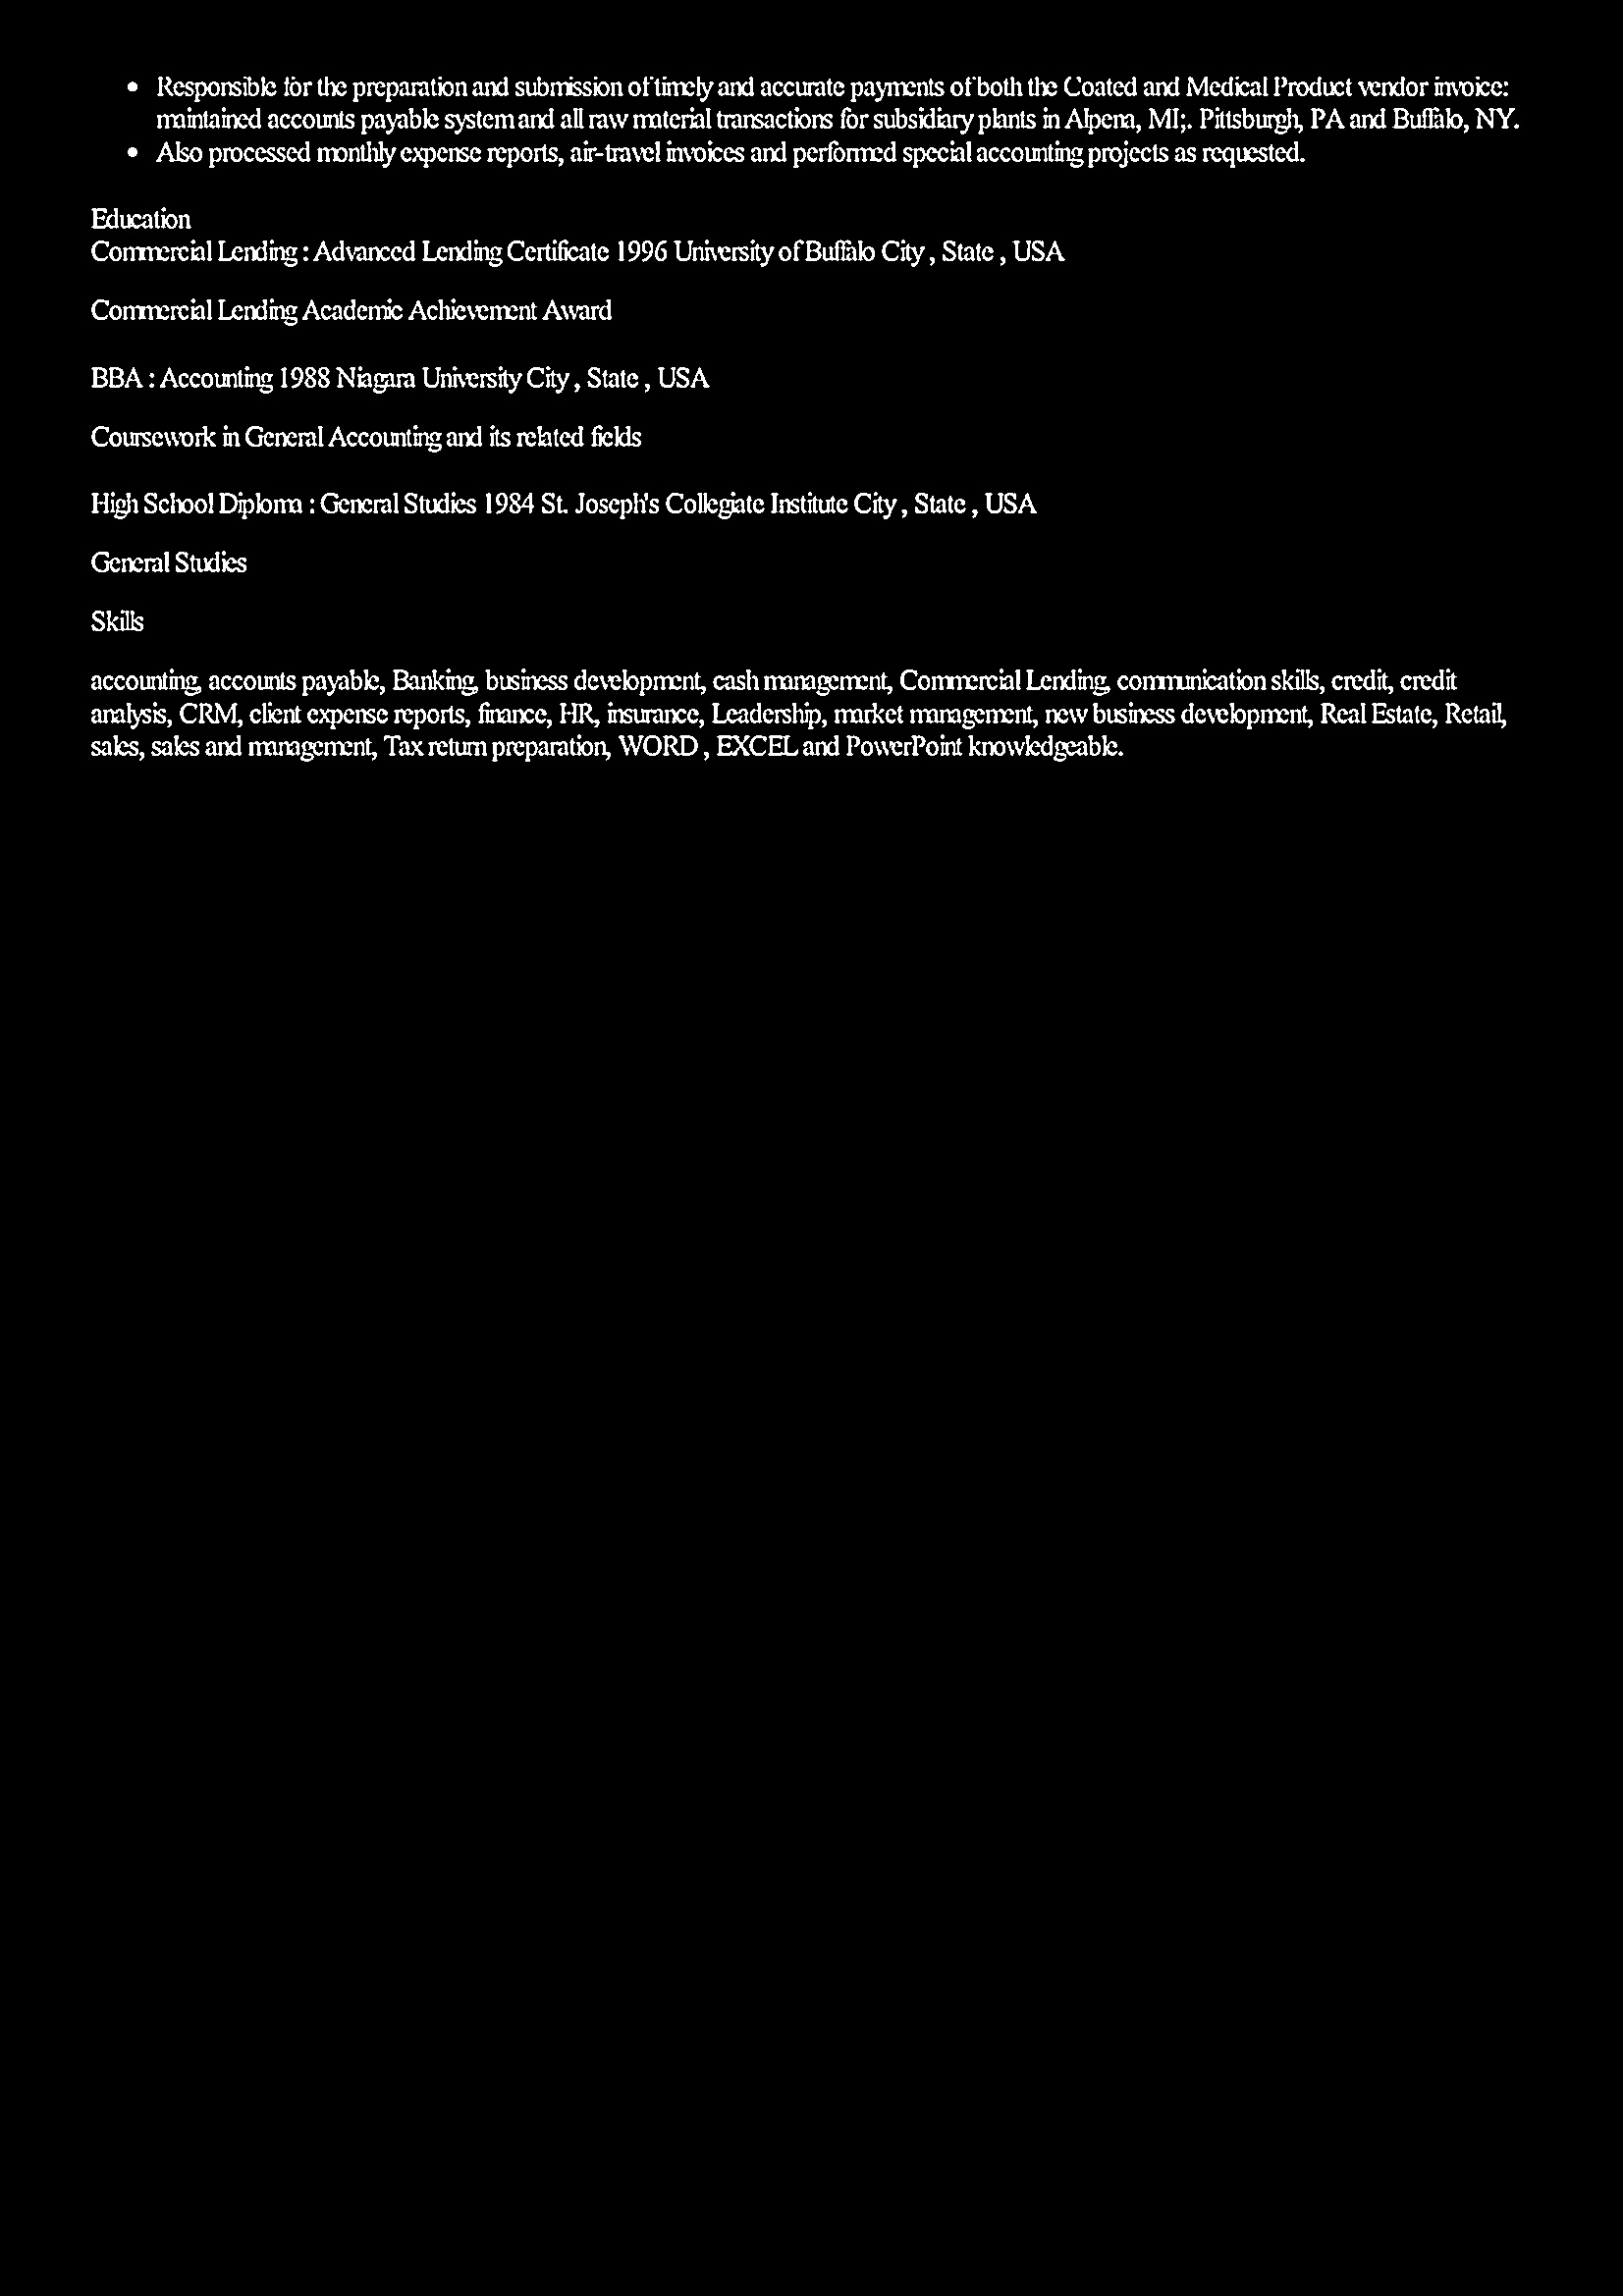 • Responsible for the preparation and submission of timely and accurate payments of both the Coated and Medical Product vendor invoice:
maintained accounts payable system and all raw material transactions for subsidiary plants in Alpena, MI;. Pittsburgh, PA and Buffalo, NY.
• Also processed monthly expense reports, air-travel invoices and performed special accounting projects as requested.
Education
Commercial Lending : Advanced Lending Certificate 1996 University of Buffalo City , State , USA
Commercial Lending Academic Achievement Award
BBA : Accounting 1988 Niagara University City , State , USA
Coursework in General Accounting and its related fields
High School Diploma : General Studies 1984 St. Joseph's Collegiate Institute City , State , USA
General Studies
Skills
accounting, accounts payable, Banking, business development, cash management, Commercial Lending, communication skills, credit, credit
analysis, CRM, client expense reports, finance, HR, insurance, Leadership, market management, new business development, Real Estate, Retail,
sales, sales and management, Tax return preparation, WORD , EXCEL and PowerPoint knowledgeable.